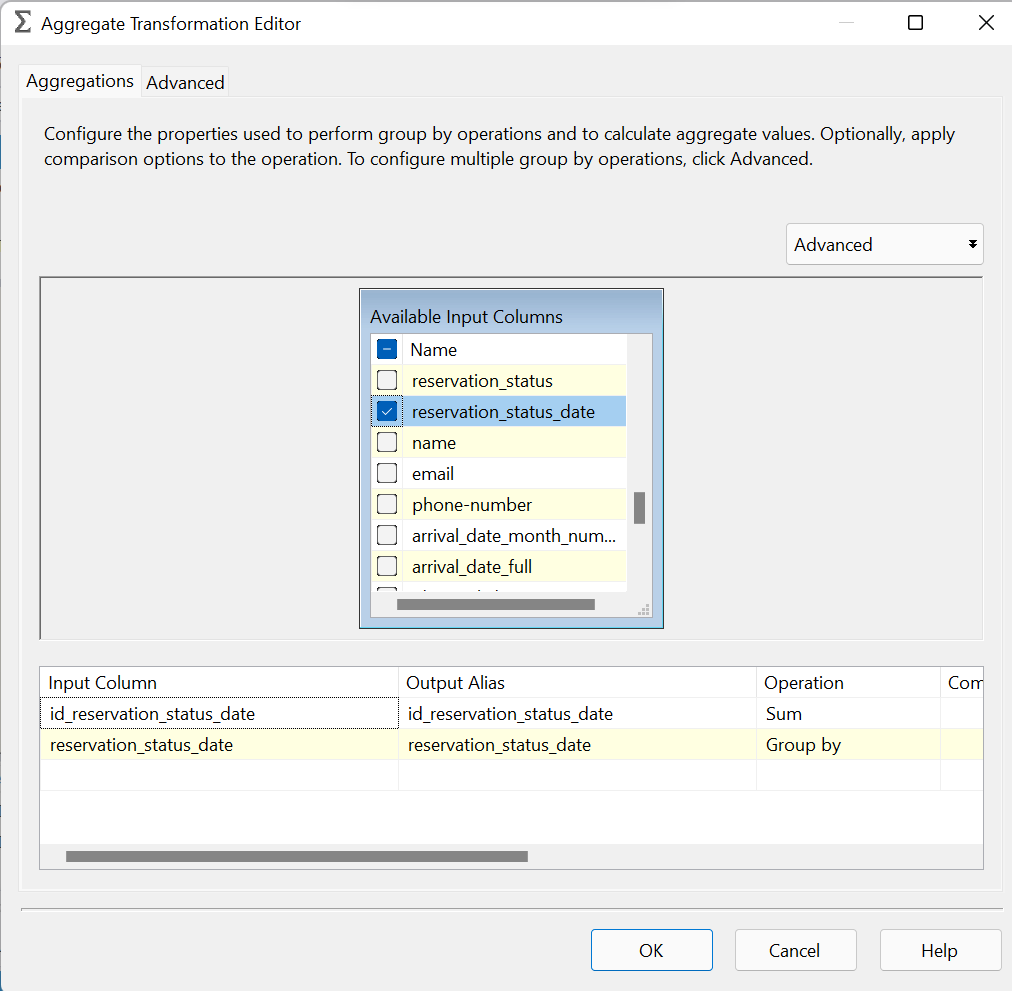 Aggregate Transformation Editor
Aggregations Advanced
Configure the properties used to perform group by operations and to calculate aggregate values. Optionally, apply
comparison options to the operation. To configure multiple group by operations, click Advanced.
Advanced
Available Input Columns
Name
reservation_status
reservation_status_date
name
email
phone-number
arrival_date_month_num...
arrival_date_full
Input Column Output Alias Operation Com
id_reservation_status_date id_reservation_status_date Sum
reservation_status_date reservation_status_date Group by
OK Cancel Help